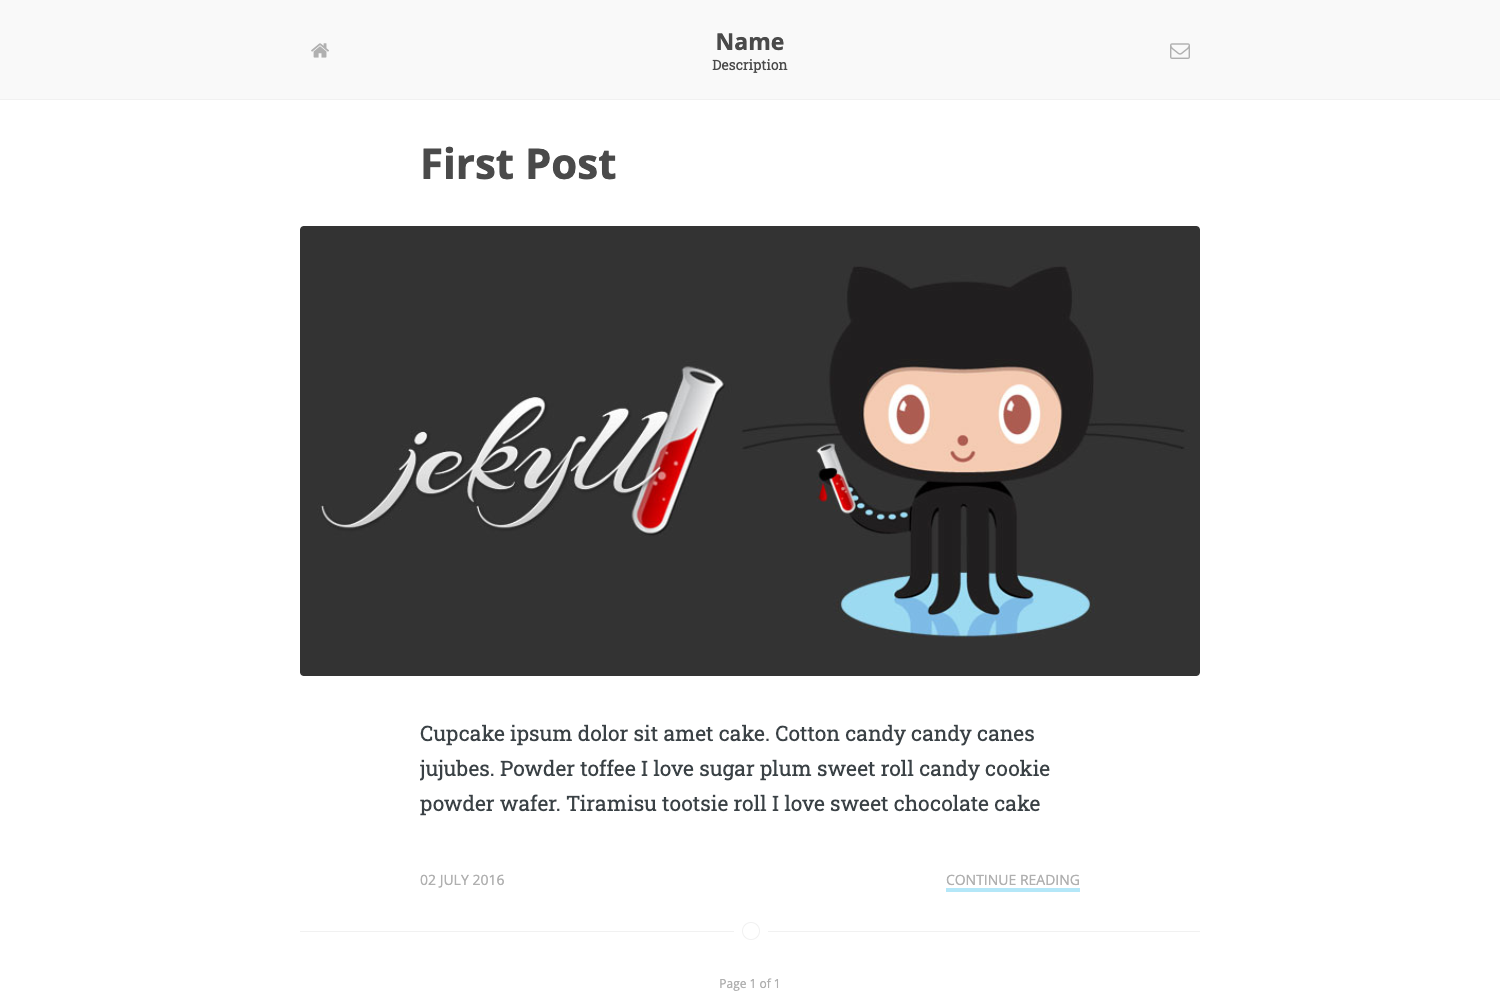 Name
Description
First Post
jekyll
Cupcake ipsum dolor sit amet cake. Cotton candy candy canes
jujubes. Powder toffee I love sugar plum sweet roll candy cookie
powder wafer. Tiramisu tootsie roll I love sweet chocolate cake
02 JULY 2016
CONTINUE READING
Page 1 of 1